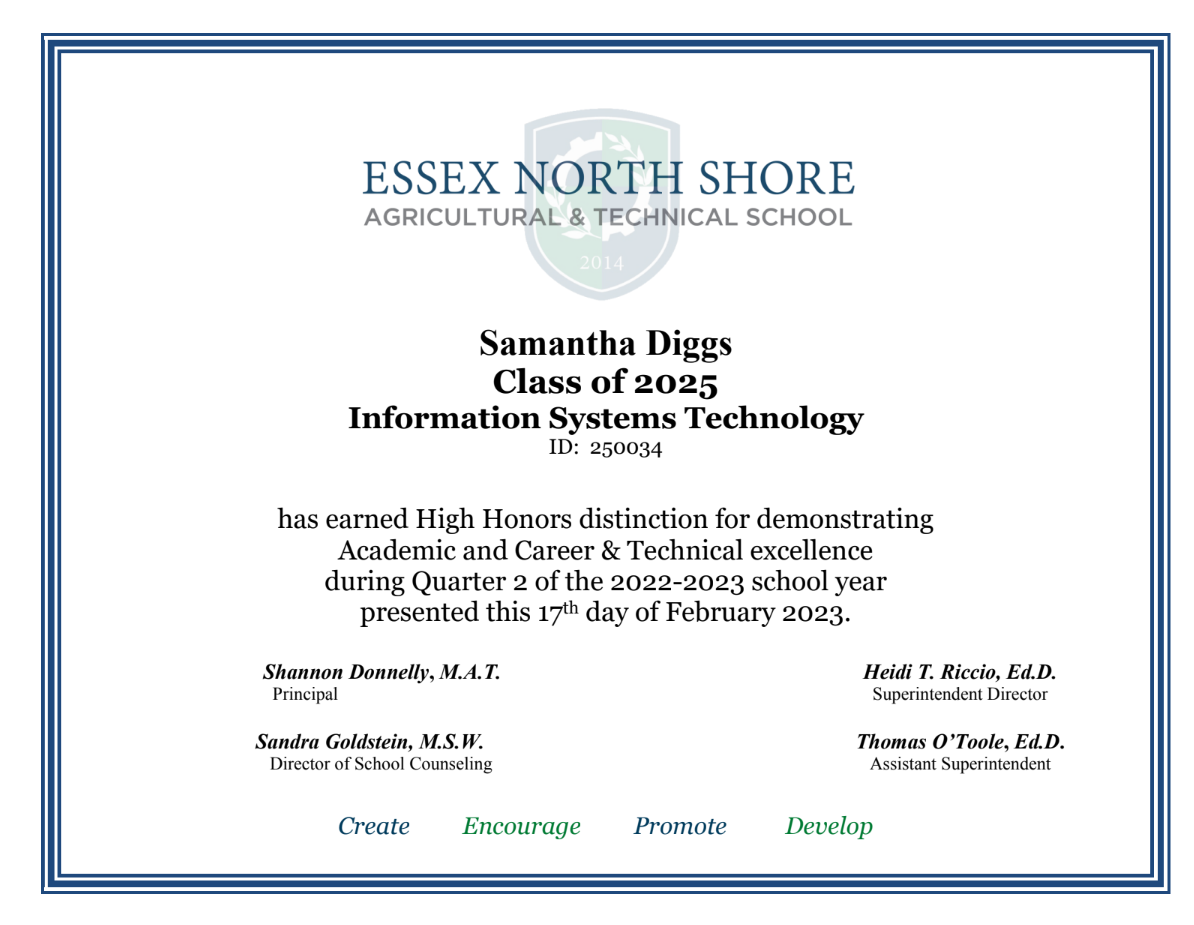 ESSEX NORTH SHORE
AGRICULTURAL & TECHNICAL SCHOOL
2014
Samantha Diggs
Class of 2025
Information Systems Technology
ID: 250034
has earned High Honors distinction for demonstrating
Academic and Career & Technical excellence
during Quarter 2 of the 2022-2023 school year
presented this 17th day of February 2023.
Shannon Donnelly, M.A.T.
Principal
Heidi T. Riccio, Ed.D.
Superintendent Director
Sandra Goldstein, M.S.W.
Director of School Counseling
Thomas O’Toole, Ed.D.
Assistant Superintendent
Create Encourage Promote Develop